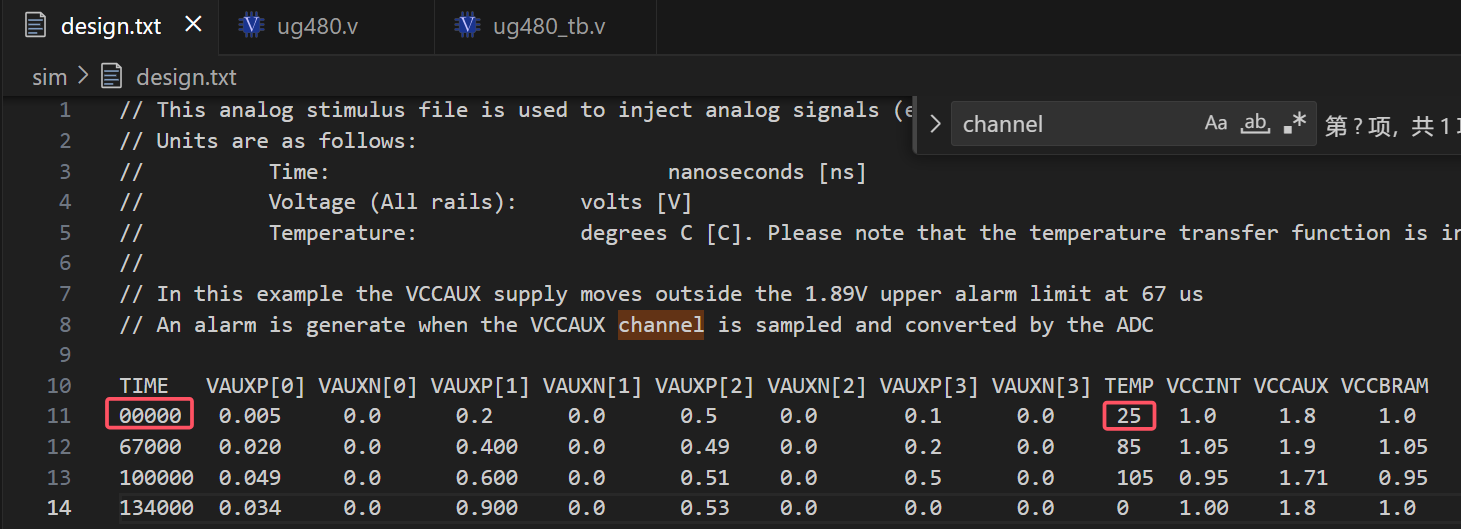 design.txt ug480.v ug480_tb.v
sim > design.txt
channel Aa ab .* 第?项, 共1项
1 // This analog stimulus file is used to inject analog signals (
2 // Units are as follows:
3 // Time: nanoseconds [ns]
4 // Voltage (All rails): volts [V]
5 // Temperature: degrees C [C]. Please note that the temperature transfer function is
6 //
7 // In this example the VCCAUX supply moves outside the 1.89V upper alarm limit at 67 us
8 // An alarm is generate when the VCCAUX channel is sampled and converted by the ADC
9
10 TIME VAUXP[0] VAUXN[0] VAUXP[1] VAUXN[1] VAUXP[2] VAUXN[2] VAUXP[3] VAUXN[3] TEMP VCCINT VCCAUX VCCBRAM
11 00000 0.005 0.0 0.2 0.0 0.5 0.0 0.1 0.0 25 1.0 1.8 1.0
12 67000 0.020 0.0 0.400 0.0 0.49 0.0 0.2 0.0 85 1.05 1.9 1.05
13 100000 0.049 0.0 0.600 0.0 0.51 0.0 0.5 0.0 105 0.95 1.71 0.95
14 134000 0.034 0.0 0.900 0.0 0.53 0.0 0.0 0.0 0 1.00 1.8 1.0